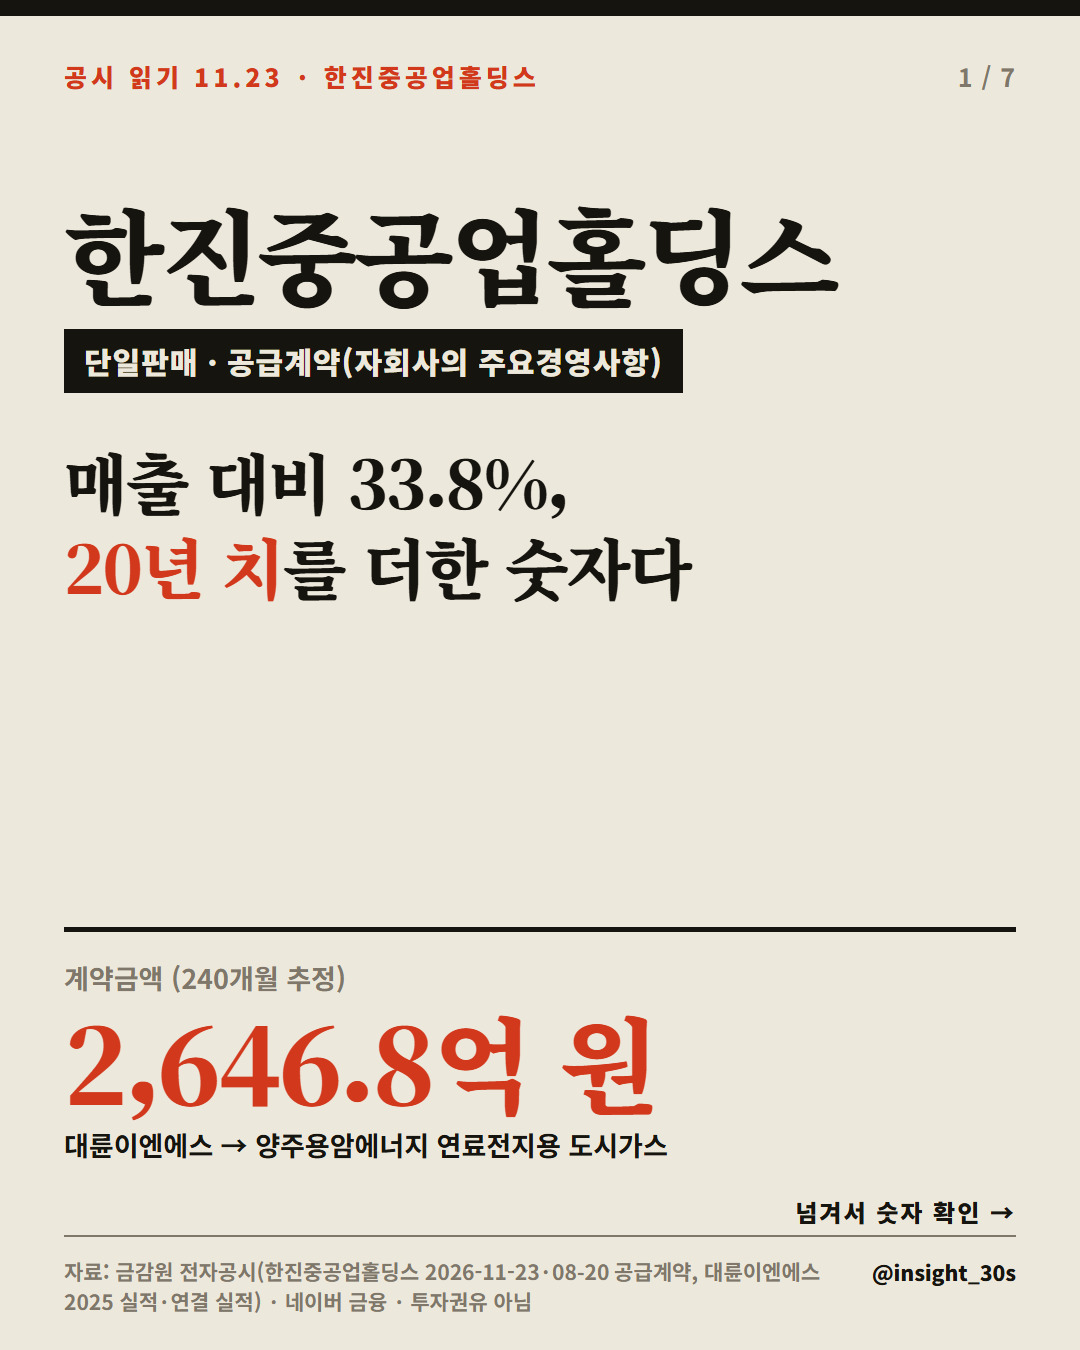 공시 읽기 11.23 · 한진중공업홀딩스
1 / 7
한진중공업홀딩스
단일판매 · 공급계약(자회사의 주요경영사항)
매출 대비 33.8%,
20년 치를 더한 숫자다
계약금액 (240개월 추정)
2,646.8억 원
대륜이엔에스 → 양주용암에너지 연료전지용 도시가스
넘겨서 숫자 확인 →
자료: 금감원 전자공시(한진중공업홀딩스 2026-11-23·08-20 공급계약, 대륜이엔에스
2025 실적·연결 실적) · 네이버 금융 · 투자권유 아님
@insight_30s